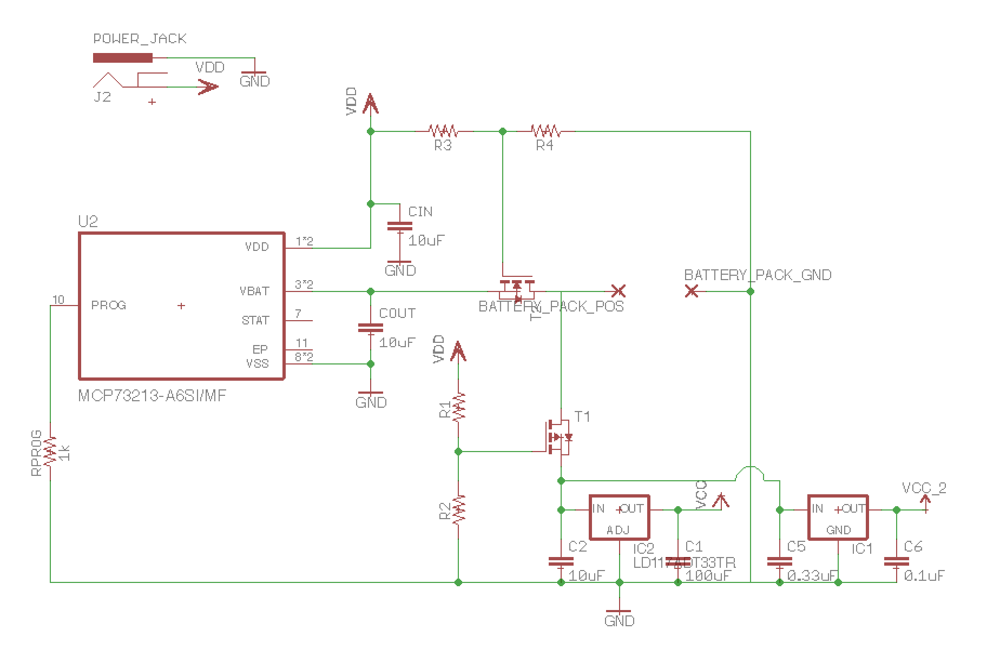 POWER_JACK
VDD
GND
J2
VDD
R3
R4
CIN
10uF
GND
U2
VDD
1*2
VBAT
3*2
10
PROG
STAT
7
EP
11
VSS
8*2
MCP73213-A6SI/MF
COUT
10uF
GND
BATTERY_PACK_POS
T2
BATTERY_PACK_GND
VDD
R1
T1
RPROG
1k
R2
VCC
VCC_2
IN
OUT
ADJ
IN
OUT
GND
C2
10uF
IC2
LD117ADT33TR
C1
100uF
C5
0.33uF
IC1
C6
0.1uF
GND